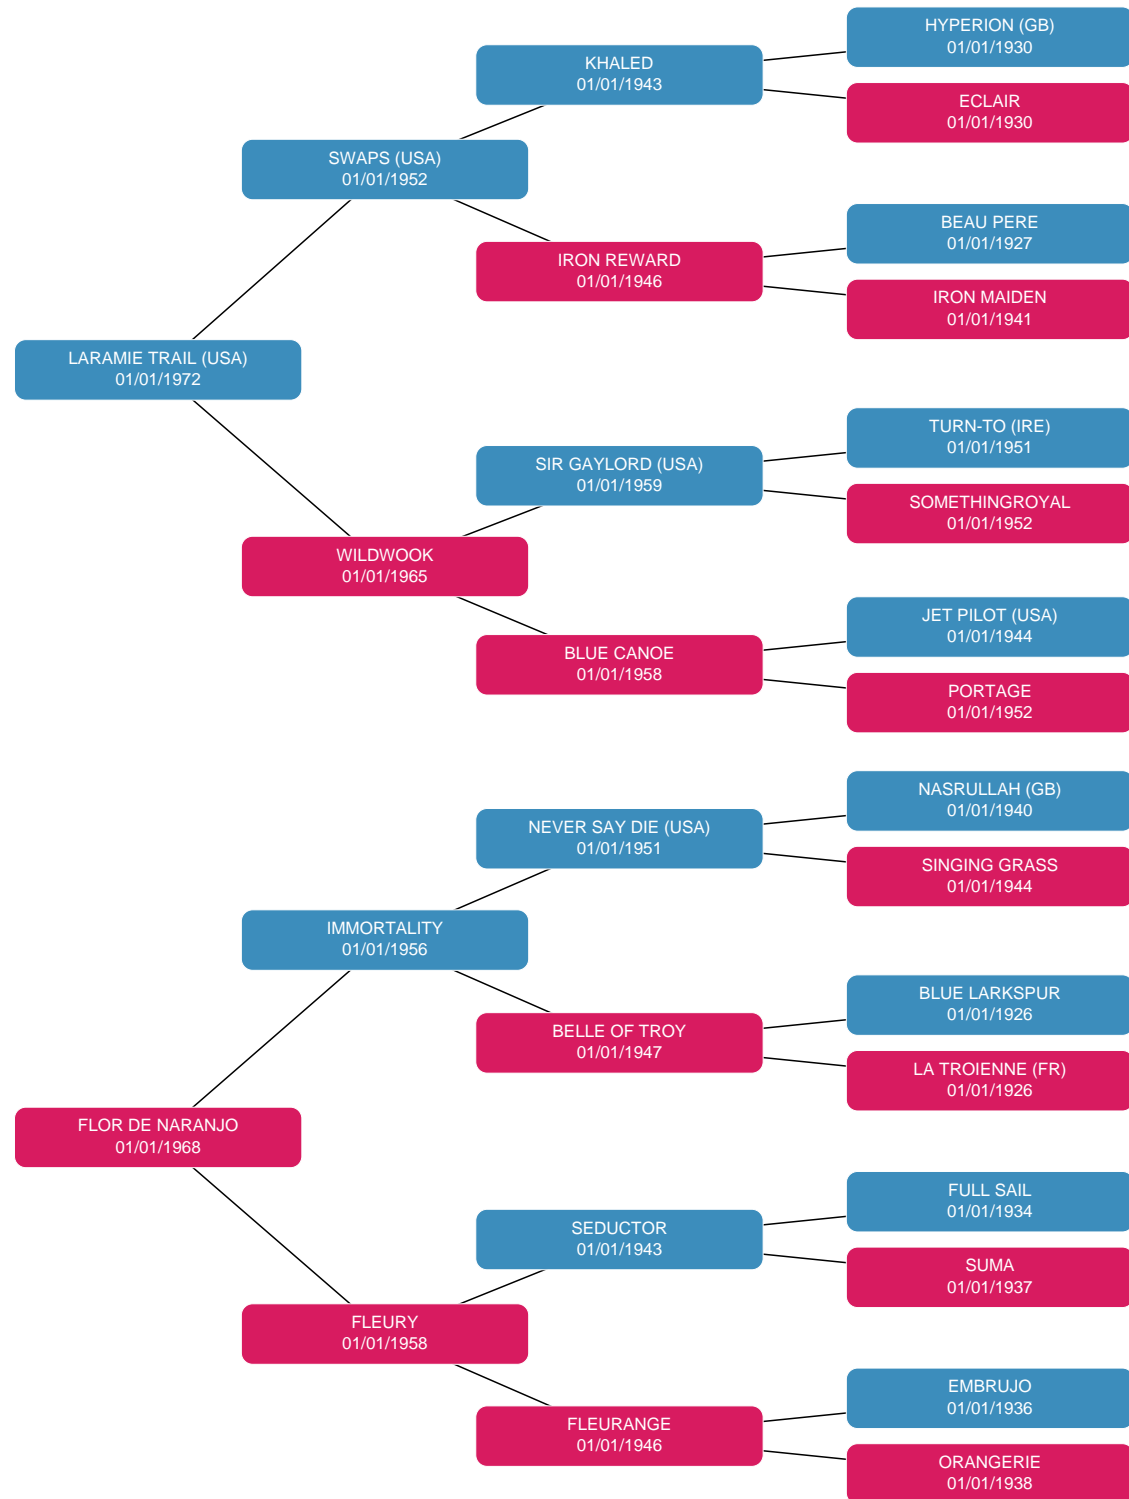 HYPERION (GB)
01/01/1930
KHALED
01/01/1943
ECLAIR
01/01/1930
SWAPS (USA)
01/01/1952
BEAU PERE
01/01/1927
IRON REWARD
01/01/1946
IRON MAIDEN
01/01/1941
LARAMIE TRAIL (USA)
01/01/1972
TURN-TO (IRE)
01/01/1951
SIR GAYLORD (USA)
01/01/1959
SOMETHINGROYAL
01/01/1952
WILDWOOK
01/01/1965
JET PILOT (USA)
01/01/1944
BLUE CANOE
01/01/1958
PORTAGE
01/01/1952
NASRULLAH (GB)
01/01/1940
NEVER SAY DIE (USA)
01/01/1951
SINGING GRASS
01/01/1944
IMMORTALITY
01/01/1956
BLUE LARKSPUR
01/01/1926
BELLE OF TROY
01/01/1947
LA TROIENNE (FR)
01/01/1926
FLOR DE NARANJO
01/01/1968
FULL SAIL
01/01/1934
SEDUCTOR
01/01/1943
SUMA
01/01/1937
FLEURY
01/01/1958
EMBRUJO
01/01/1936
FLEURANGE
01/01/1946
ORANGERIE
01/01/1938